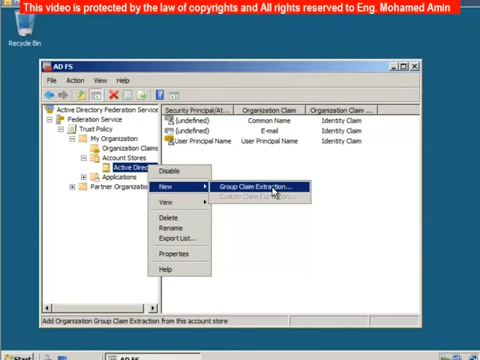 This video is protected by the law of copyrights and All rights reserved to Eng. Mohamed Amin
Recycle Bin
AD FS
File Action View Help
Active Directory Federation Servic
Federation Service
Trust Policy
My Organization
Organization Claims
Account Stores
Active Direc
Applications
Partner Organizatio
Security Principal/At... Organization Claim Organization Claim ...
(undefined) Common Name Identity Claim
(undefined) E-mail Identity Claim
User Principal Name User Principal Name Identity Claim
Disable
New
View
Delete
Rename
Export List...
Properties
Help
Group Claim Extraction...
Custom Claim Extraction...
Add Organization Group Claim Extraction from this account store
Start
AD FS